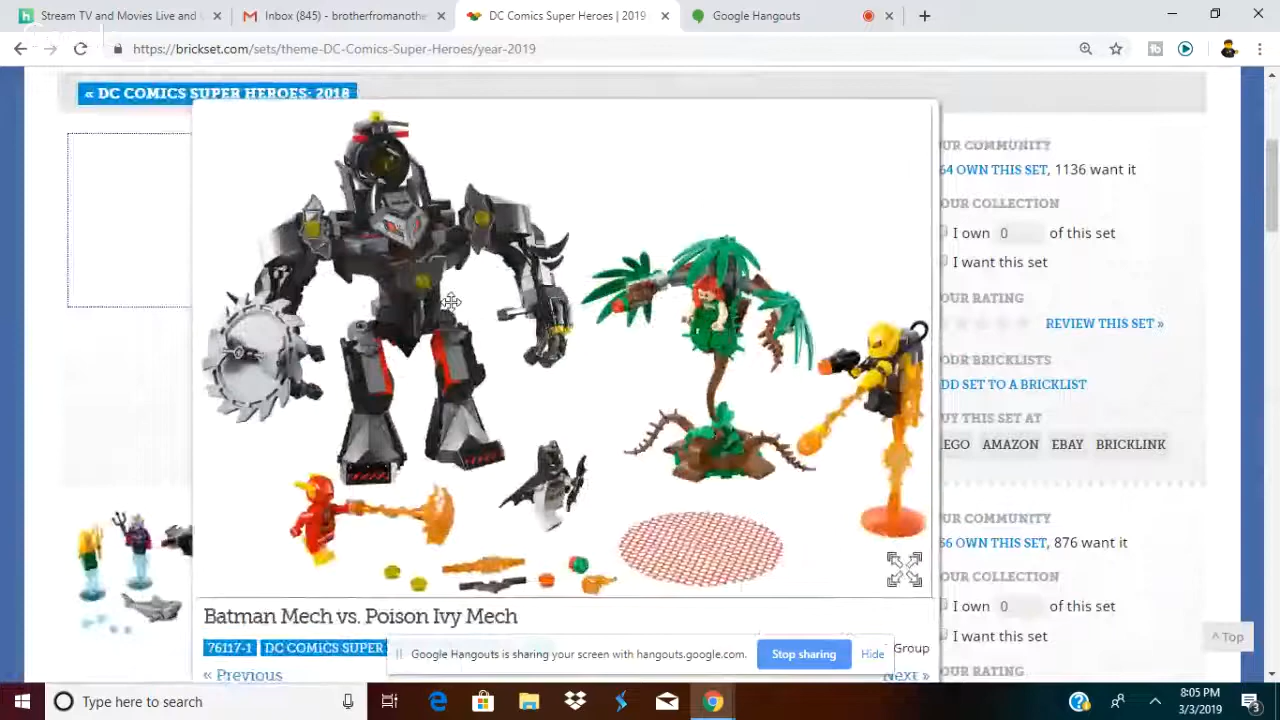 Stream TV and Movies Live and
Inbox (845) - brotherfromanothe
DC Comics Super Heroes | 2019
Google Hangouts
https://brickset.com/sets/theme-DC-Comics-Super-Heroes/year-2019
« DC COMICS SUPER HEROES: 2018
UR COMMUNITY
64 OWN THIS SET, 1136 want it
OUR COLLECTION
I own 0 of this set
I want this set
OUR RATING
REVIEW THIS SET »
OUR BRICKLISTS
DD SET TO A BRICKLIST
UY THIS SET AT
EGO AMAZON EBAY BRICKLINK
UR COMMUNITY
56 OWN THIS SET, 876 want it
OUR COLLECTION
I own 0 of this set
I want this set
^ Top
UR RATING
Batman Mech vs. Poison Ivy Mech
76117-1 DC COMICS SUPER
Group
Google Hangouts is sharing your screen with hangouts.google.com. Stop sharing Hide
« Previous
Next »
Type here to search
8:05 PM
3/3/2019
3